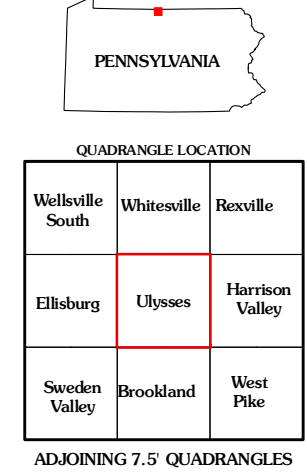 PENNSYLVANIA
QUADRANGLE LOCATION
Wellsville
South
Whitesville
Rexville
Ellisburg
Ulysses
Harrison
Valley
Sweden
Valley
Brookland
West
Pike
ADJOINING 7.5' QUADRANGLES